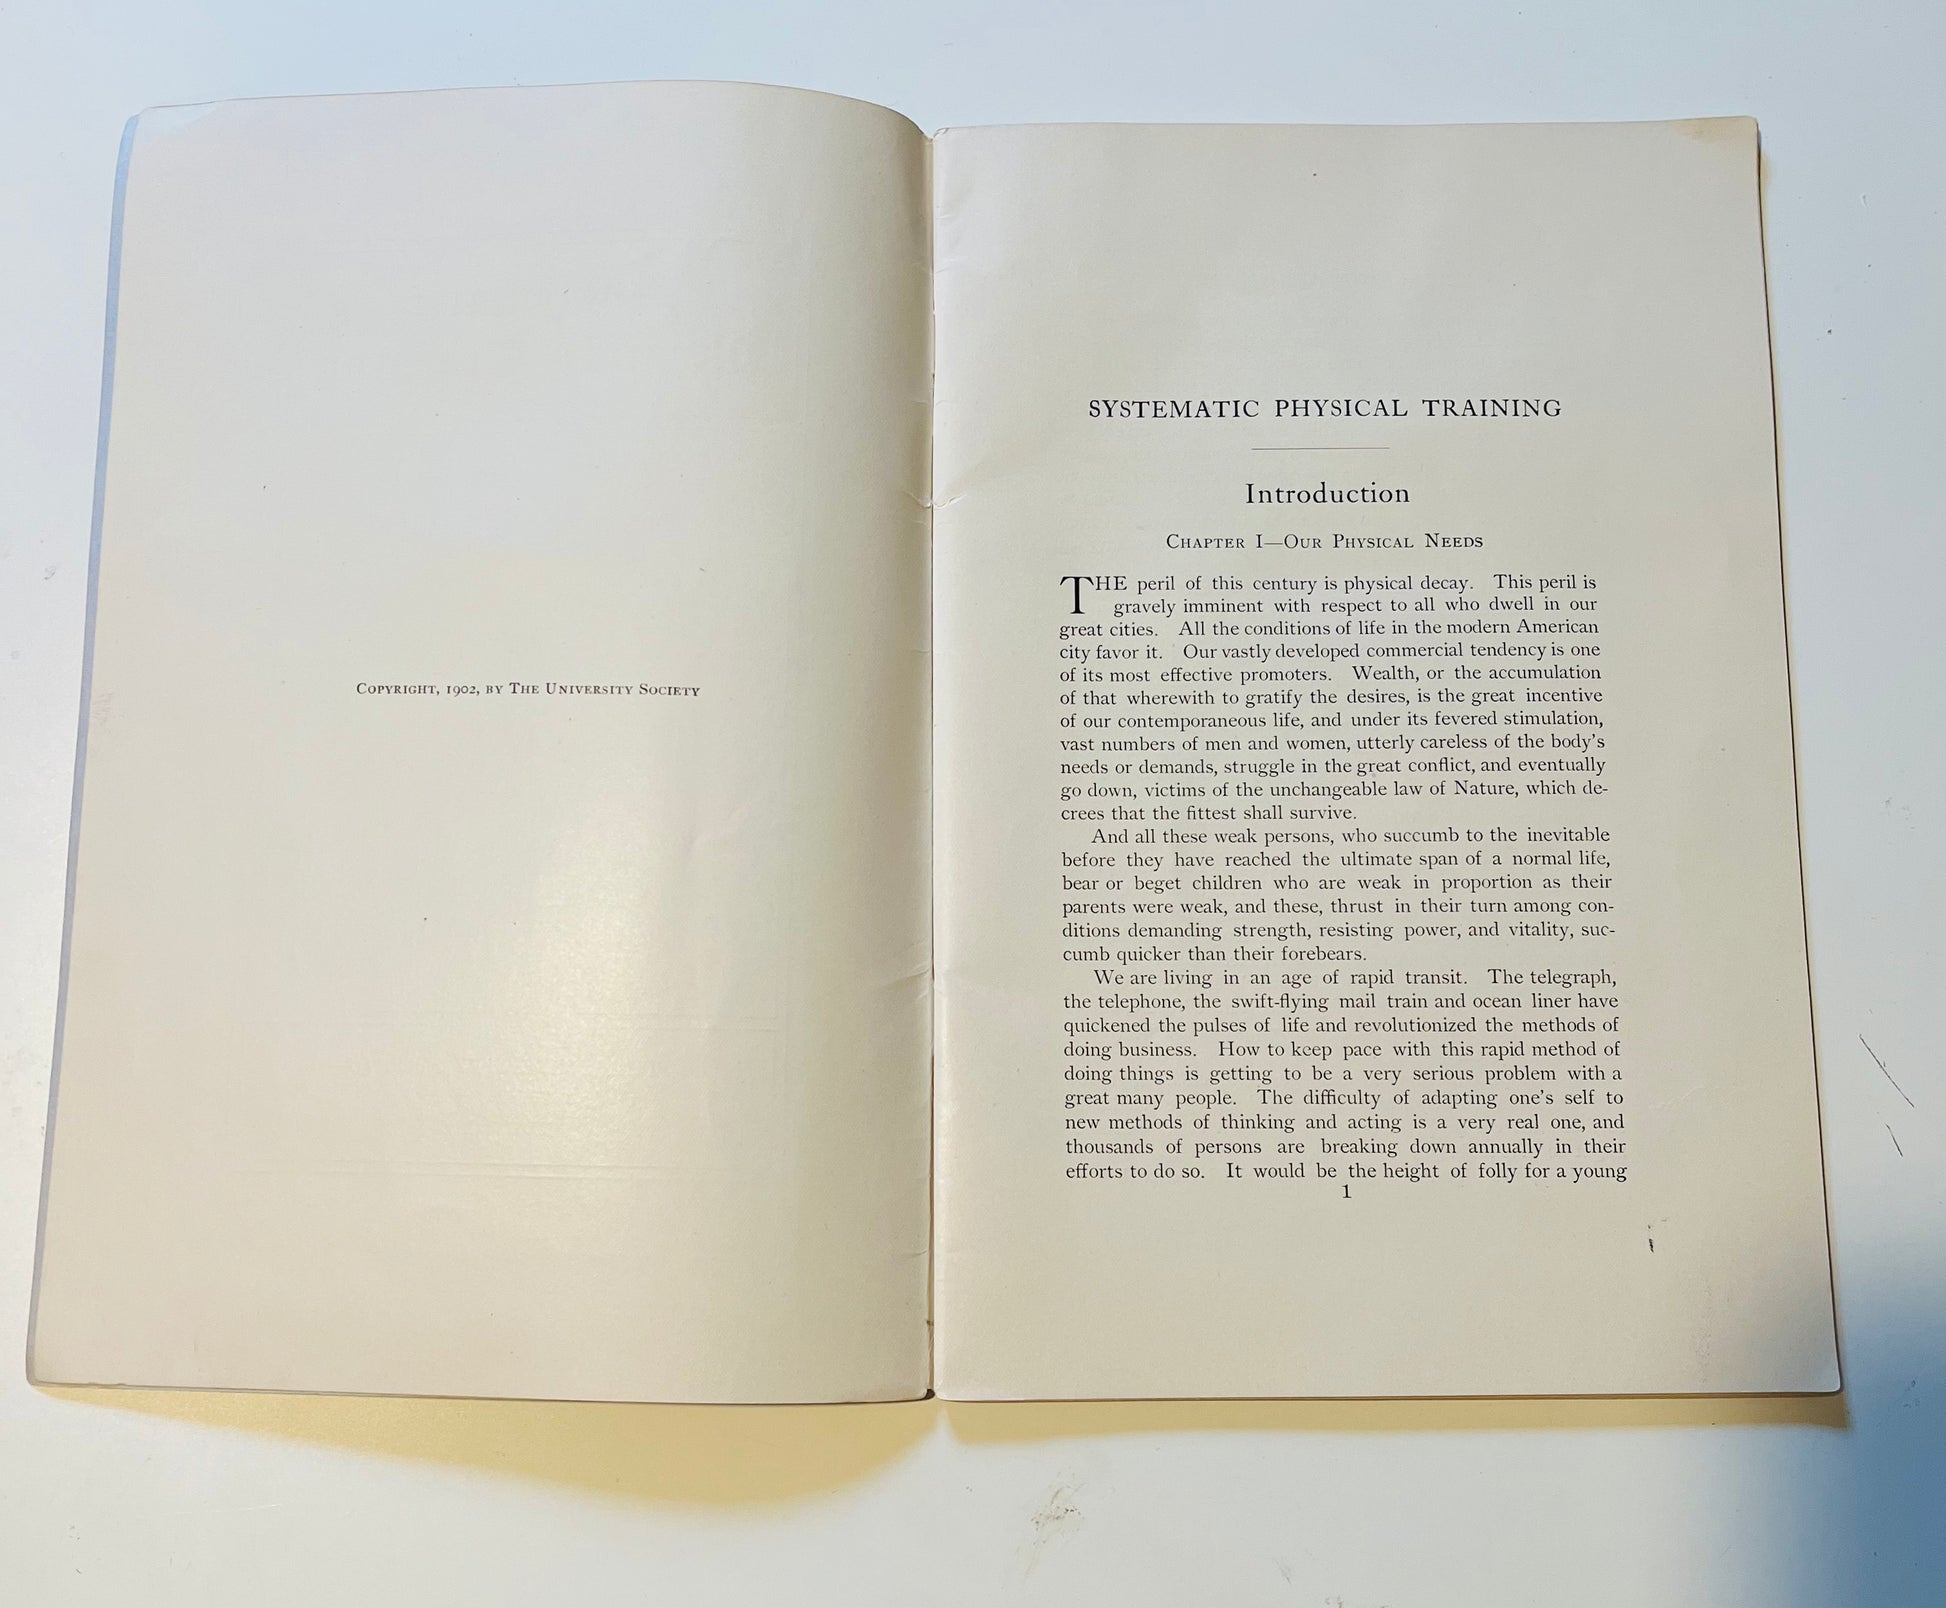 Copyright, 1902, by The University Society
SYSTEMATIC PHYSICAL TRAINING
Introduction
Chapter I—Our Physical Needs
THE peril of this century is physical decay. This peril is
gravely imminent with respect to all who dwell in our
great cities. All the conditions of life in the modern American
city favor it. Our vastly developed commercial tendency is one
of its most effective promoters. Wealth, or the accumulation
of that wherewith to gratify the desires, is the great incentive
of our contemporaneous life, and under its fevered stimulation,
vast numbers of men and women, utterly careless of the body's
needs or demands, struggle in the great conflict, and eventually
go down, victims of the unchangeable law of Nature, which de-
crees that the fittest shall survive.
And all these weak persons, who succumb to the inevitable
before they have reached the ultimate span of a normal life,
bear or beget children who are weak in proportion as their
parents were weak, and these, thrust in their turn among con-
ditions demanding strength, resisting power, and vitality, suc-
cumb quicker than their forebears.
We are living in an age of rapid transit. The telegraph,
the telephone, the swift-flying mail train and ocean liner have
quickened the pulses of life and revolutionized the methods of
doing business. How to keep pace with this rapid method of
doing things is getting to be a very serious problem with a
great many people. The difficulty of adapting one's self to
new methods of thinking and acting is a very real one, and
thousands of persons are breaking down annually in their
efforts to do so. It would be the height of folly for a young
1